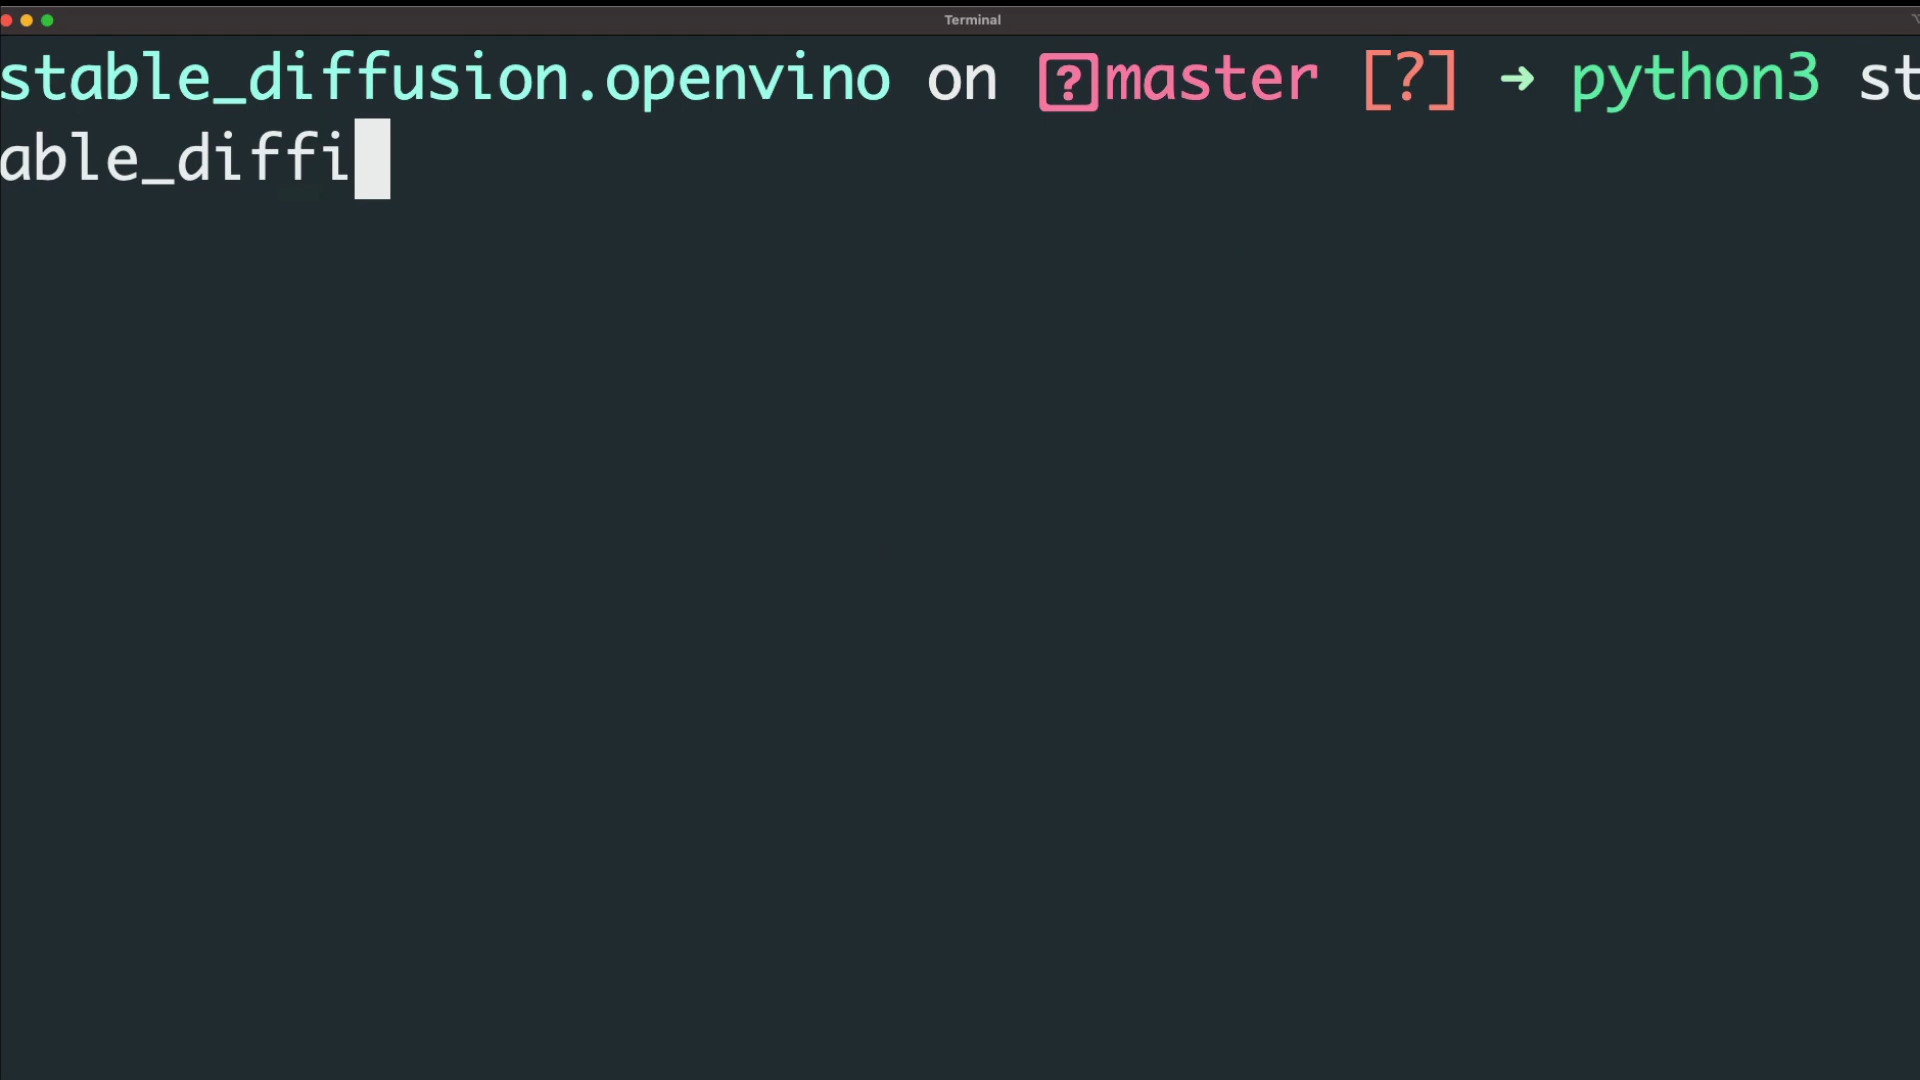 Terminal
stable_diffusion.openvino on [?]master [?] → python3 st
able_diffi